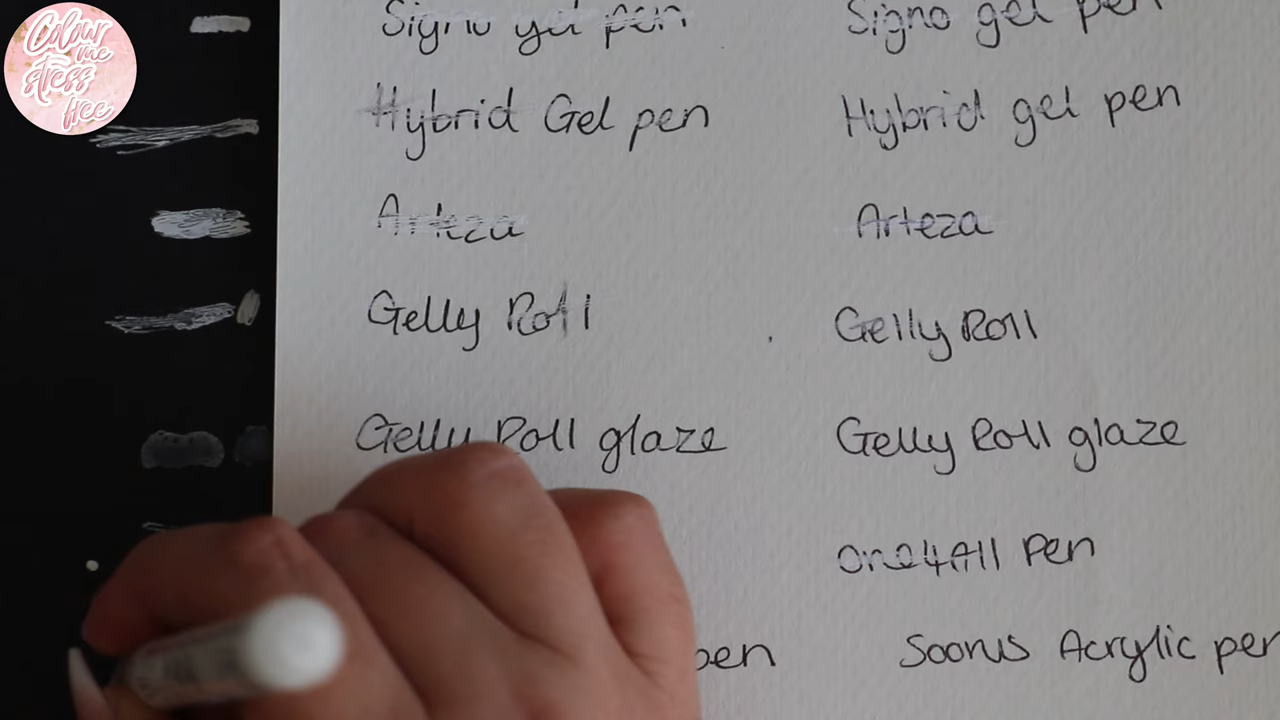 Colour
me
stress
free
Signo gel pen Signo gel pen
Hybrid Gel pen Hybrid gel pen
Arteza Arteza
Gelly Roll Gelly Roll
Gelly Roll glaze Gelly Roll glaze
One4All Pen
pen Soonis Acrylic pen